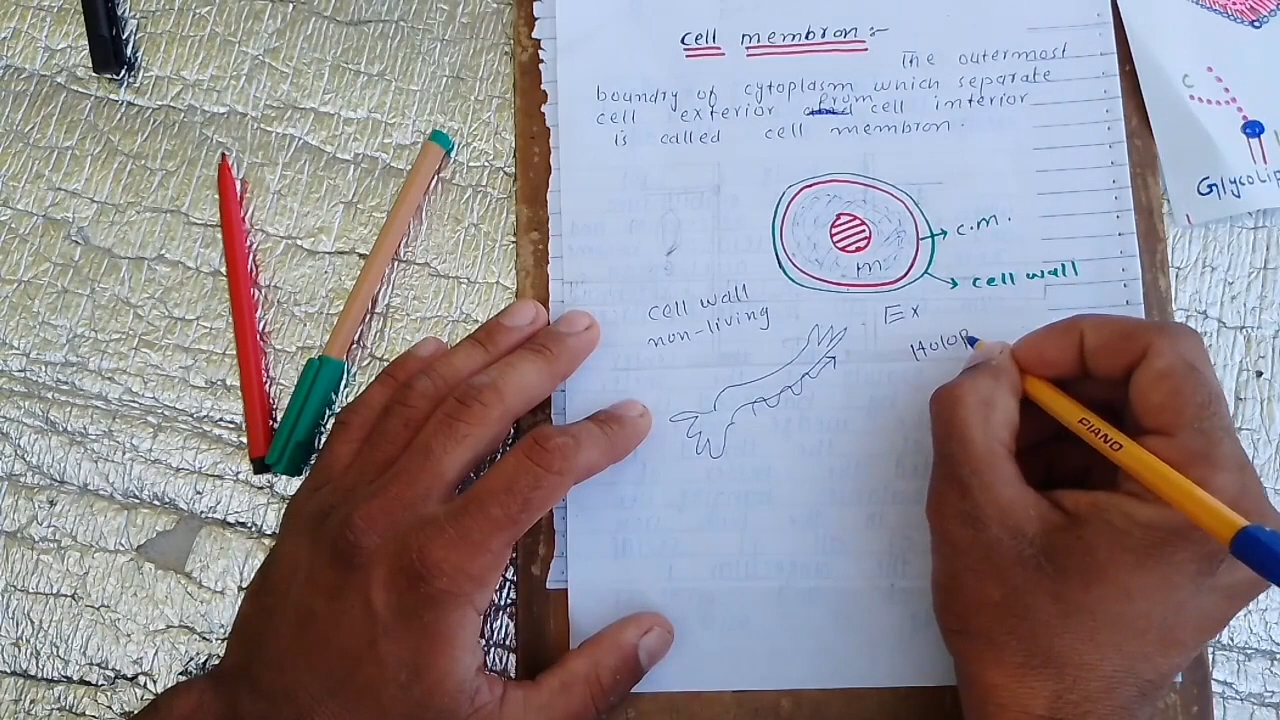 cell membron:-
The outermost
boundry of cytoplasm which separate
cell exterior from cell interior
is called cell membron.
c.m.
m
cell wall
cell wall
non-living
Ex
PIANO
C
Glycolip